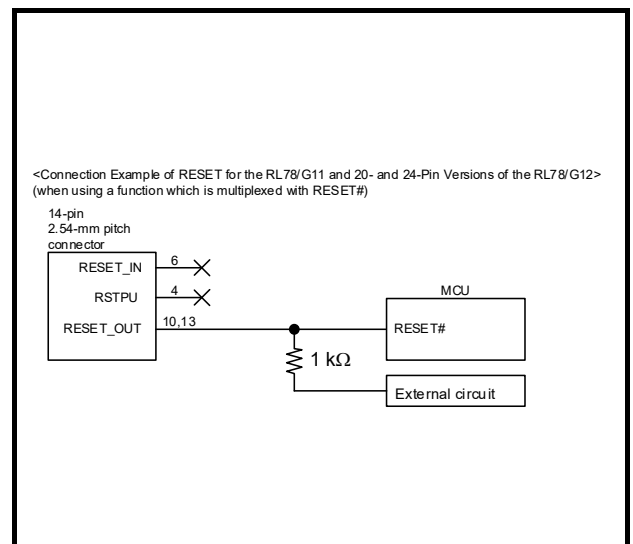 <Connection Example of RESET for the RL78/G11 and 20- and 24-Pin Versions of the RL78/G12>
(when using a function which is multiplexed with RESET#)
14-pin
2.54-mm pitch
connector
RESET_IN 6
RSTPU 4
RESET_OUT 10,13
MCU
RESET#
1 kΩ
External circuit